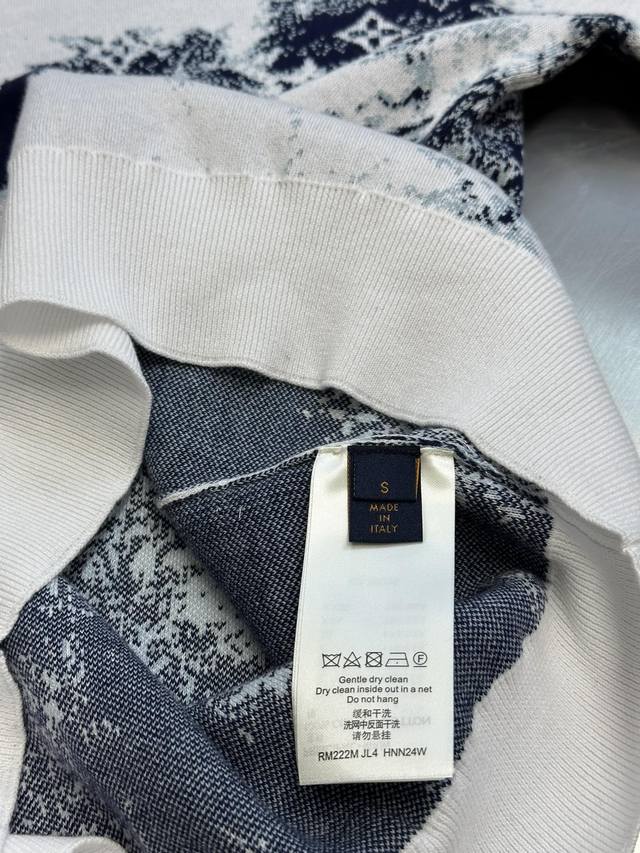 S
MADE
IN
ITALY
Gentle dry clean
Dry clean inside out in a net
Do not hang
缓和干洗
洗网中反面干洗
请勿悬挂
RM222M JL4 HNN24W